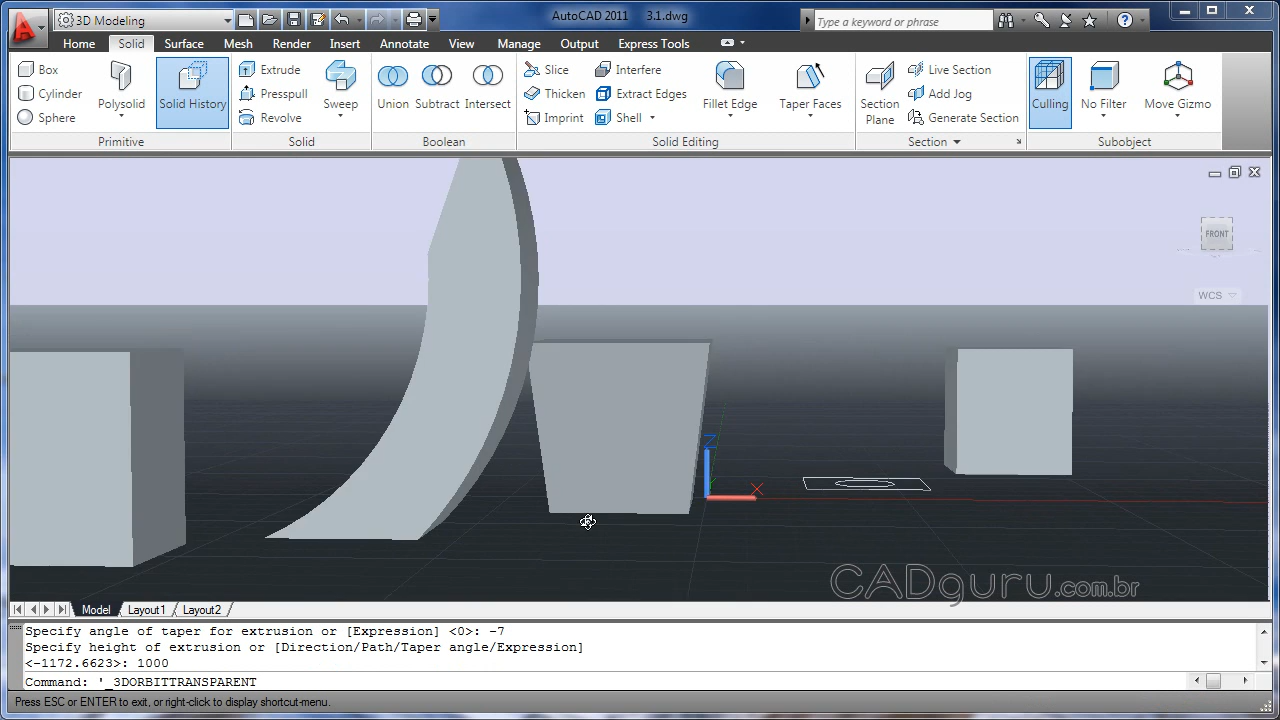 3D Modeling
AutoCAD 2011 3.1.dwg
Type a keyword or phrase
Home Solid Surface Mesh Render Insert Annotate View Manage Output Express Tools
Box
Cylinder
Sphere
Polysolid
Solid History
Primitive
Extrude
Presspull
Revolve
Sweep
Solid
Union
Subtract
Intersect
Boolean
Slice
Thicken
Imprint
Interfere
Extract Edges
Shell
Fillet Edge
Taper Faces
Solid Editing
Section
Plane
Live Section
Add Jog
Generate Section
Section
Culling
No Filter
Move Gizmo
Subobject
FRONT
WCS
Z
X
CADguru.com.br
Model Layout1 Layout2
Specify angle of taper for extrusion or [Expression] <0>: -7
Specify height of extrusion or [Direction/Path/Taper angle/Expression]
<-1172.6623>: 1000
Command: '_3DORBITTRANSPARENT
Press ESC or ENTER to exit, or right-click to display shortcut-menu.